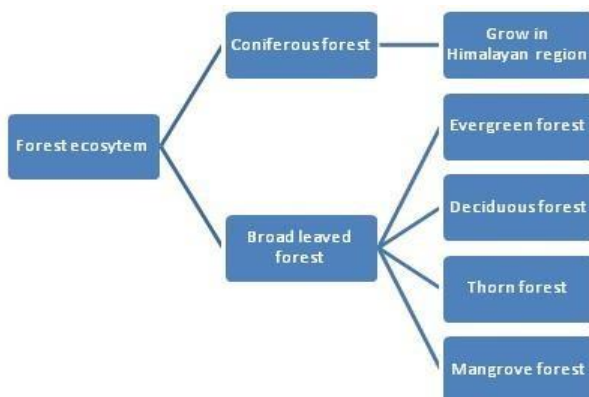 Forest ecosytem
Coniferous forest
Grow in
Himalayan region
Broad leaved
forest
Evergreen forest
Deciduous forest
Thorn forest
Mangrove forest